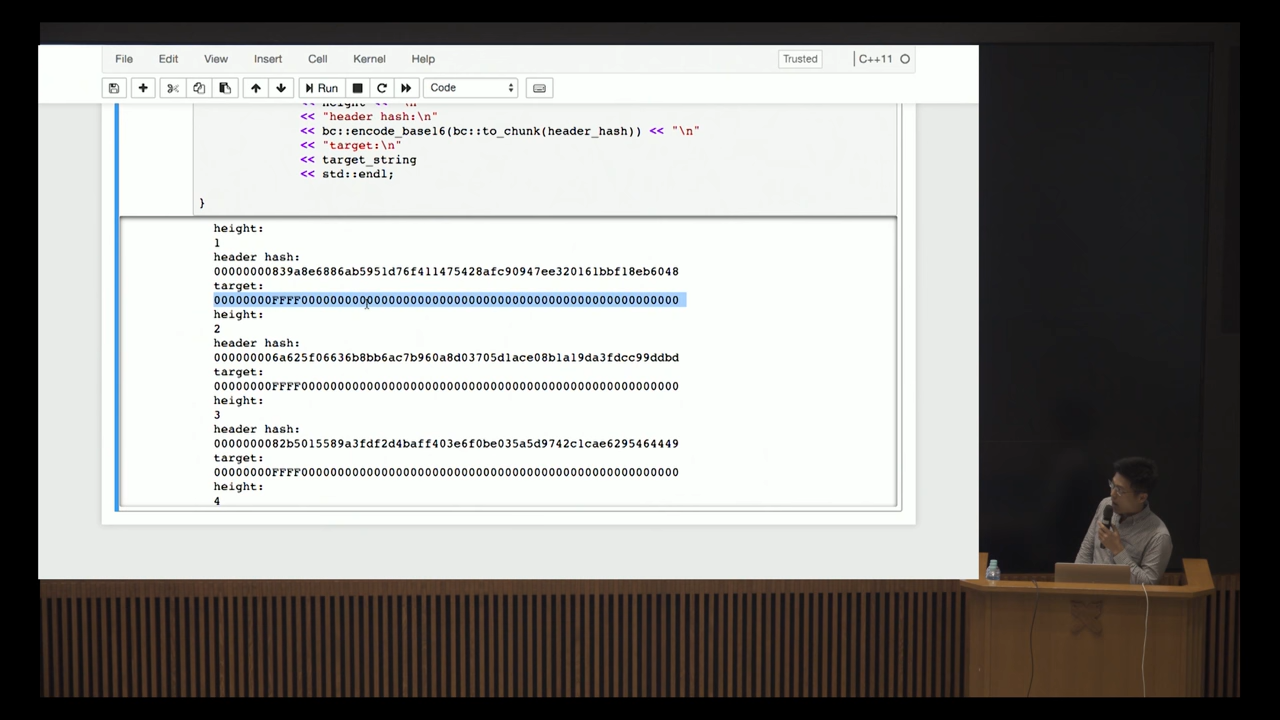 File Edit View Insert Cell Kernel Help Trusted C++11
Run Code
<< height << "\n"
<< "header hash:\n"
<< bc::encode_base16(bc::to_chunk(header_hash)) << "\n"
<< "target:\n"
<< target_string
<< std::endl;
}
height:
1
header hash:
00000000839a8e6886ab5951d76f411475428afc90947ee320161bbf18eb6048
target:
00000000FFFF0000000000000000000000000000000000000000000000000000
height:
2
header hash:
000000006a625f06636b8bb6ac7b960a8d03705d1ace08b1a19da3fdcc99ddbd
target:
00000000FFFF0000000000000000000000000000000000000000000000000000
height:
3
header hash:
0000000082b5015589a3fdf2d4baff403e6f0be035a5d9742c1cae6295464449
target:
00000000FFFF0000000000000000000000000000000000000000000000000000
height:
4